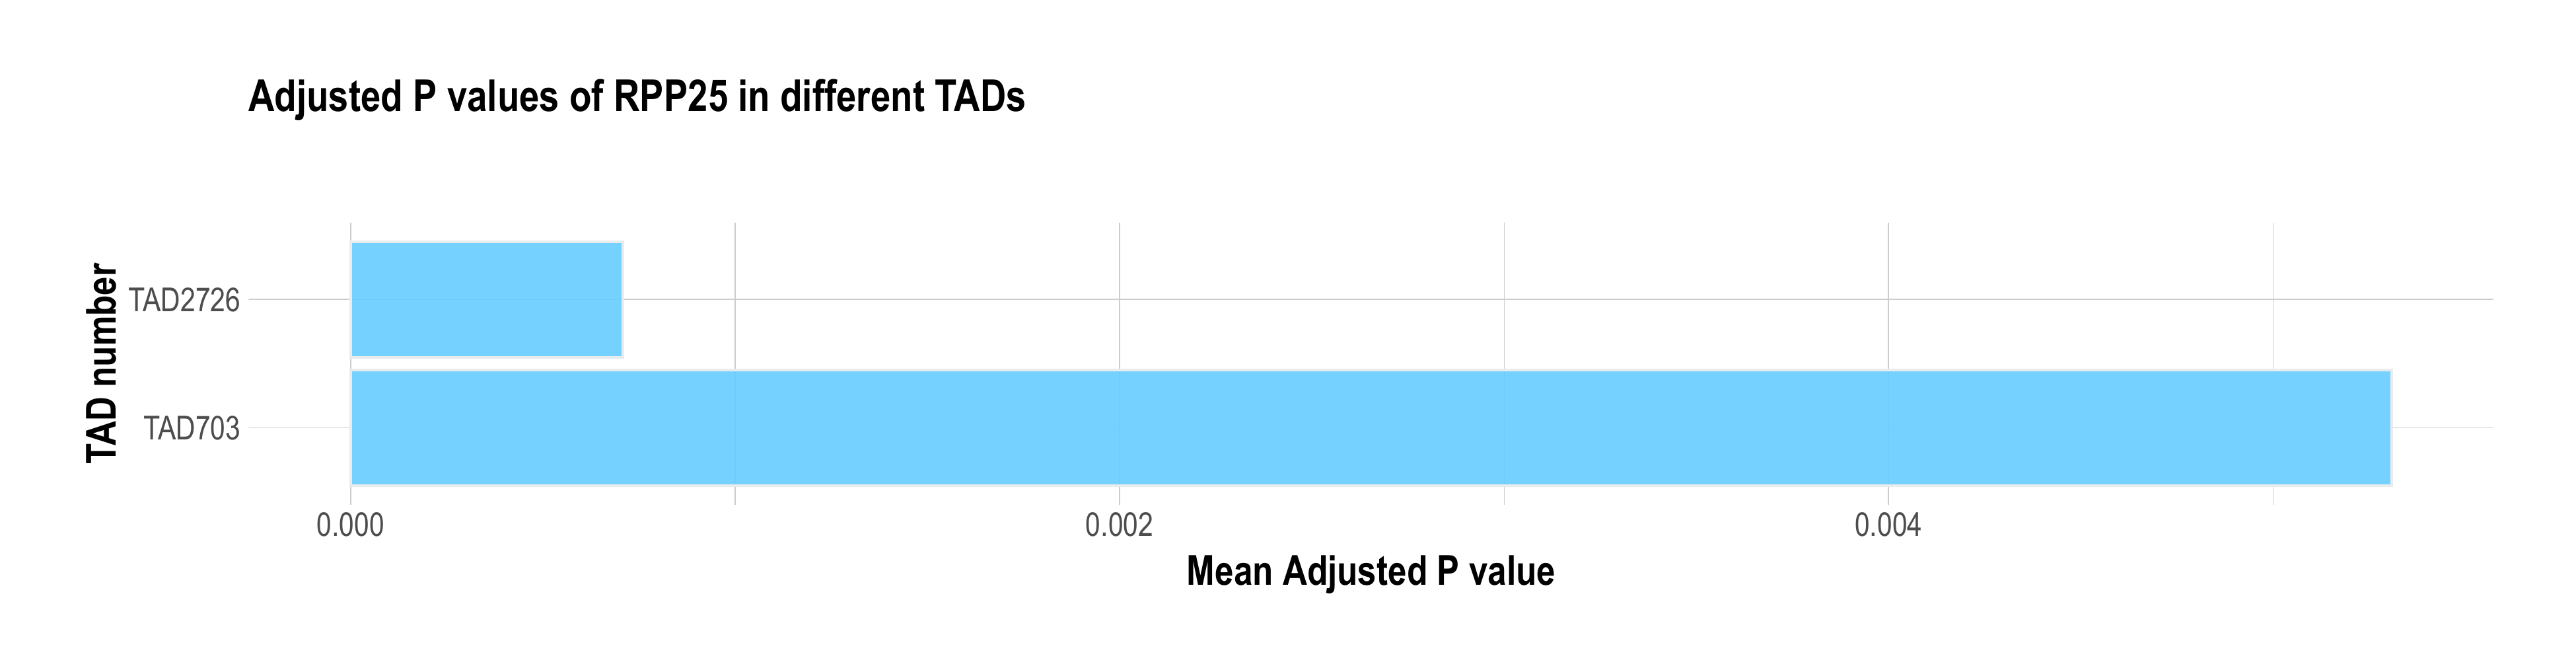 Adjusted P values of RPP25 in different TADs
TAD number
TAD2726
TAD703
0.000
0.002
0.004
Mean Adjusted P value